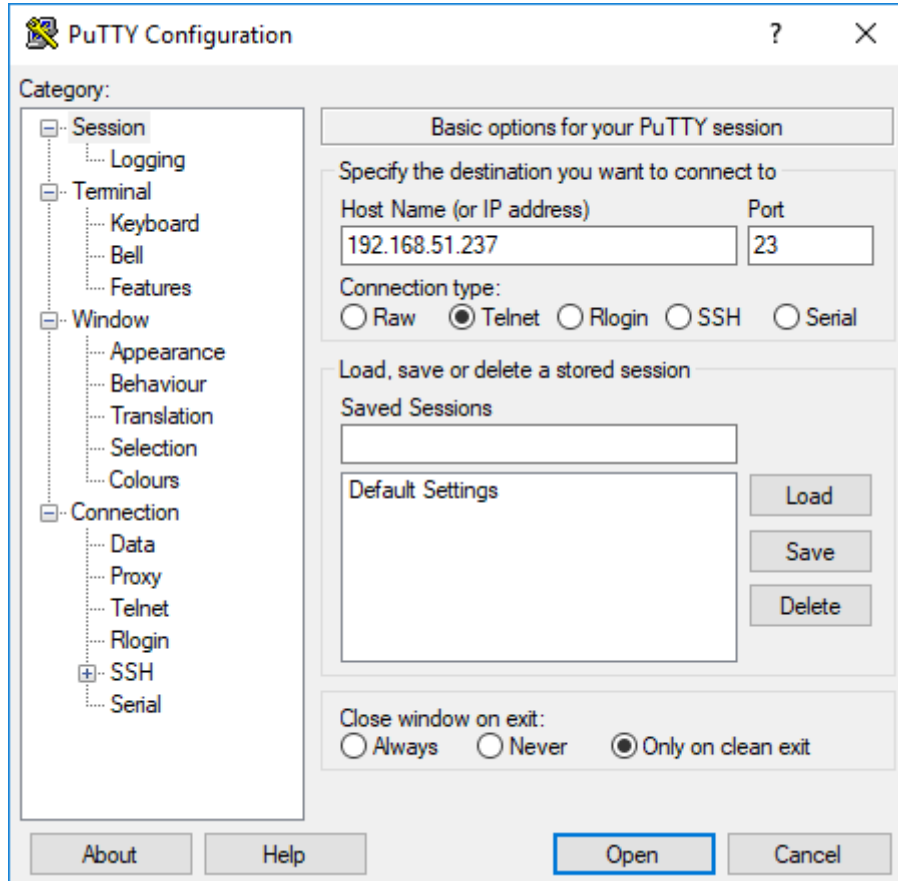 PuTTY Configuration
?
Category:
Session
Logging
Terminal
Keyboard
Bell
Features
Window
Appearance
Behaviour
Translation
Selection
Colours
Connection
Data
Proxy
Telnet
Rlogin
SSH
Serial
Basic options for your PuTTY session
Specify the destination you want to connect to
Host Name (or IP address) Port
192.168.51.237 23
Connection type:
Raw Telnet Rlogin SSH Serial
Load, save or delete a stored session
Saved Sessions
Default Settings
Load
Save
Delete
Close window on exit:
Always Never Only on clean exit
About Help Open Cancel